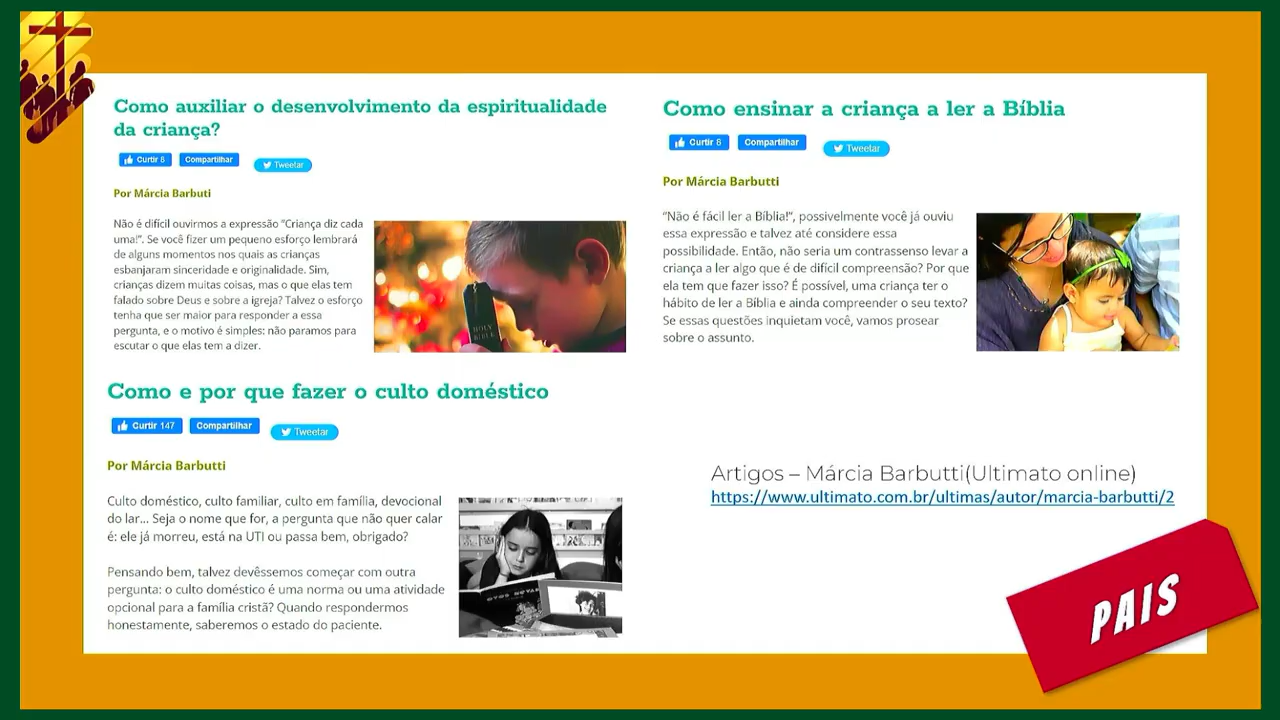 Como auxiliar o desenvolvimento da espiritualidade
da criança?
Curtir 6 Compartilhar Tweetar
Por Márcia Barbuti
Não é difícil ouvirmos a expressão “Criança diz cada
uma!”. Se você fizer um pequeno esforço lembrará
de alguns momentos nos quais as crianças
esbanjaram sinceridade e originalidade. Sim,
crianças dizem muitas coisas, mas o que elas tem
falado sobre Deus e sobre a igreja? Talvez o esforço
tenha que ser maior para responder a essa
pergunta, e o motivo é simples: não paramos para
escutar o que elas tem a dizer.
HOLY
BIBLE
Como ensinar a criança a ler a Bíblia
Curtir 6 Compartilhar Tweetar
Por Márcia Barbutti
“Não é fácil ler a Bíblia!”, possivelmente você já ouviu
essa expressão e talvez até considere essa
possibilidade. Então, não seria um contrassenso levar a
criança a ler algo que é de difícil compreensão? Por que
ela tem que fazer isso? É possível, uma criança ter o
hábito de ler a Bíblia e ainda compreender o seu texto?
Se essas questões inquietam você, vamos prosear
sobre o assunto.
Como e por que fazer o culto doméstico
Curtir 147 Compartilhar Tweetar
Por Márcia Barbutti
Culto doméstico, culto familiar, culto em família, devocional
do lar... Seja o nome que for, a pergunta que não quer calar
é: ele já morreu, está na UTI ou passa bem, obrigado?
Pensando bem, talvez devêssemos começar com outra
pergunta: o culto doméstico é uma norma ou uma atividade
opcional para a família cristã? Quando respondermos
honestamente, saberemos o estado do paciente.
Artigos – Márcia Barbutti(Ultimato online)
https://www.ultimato.com.br/ultimas/autor/marcia-barbutti/2
PAIS